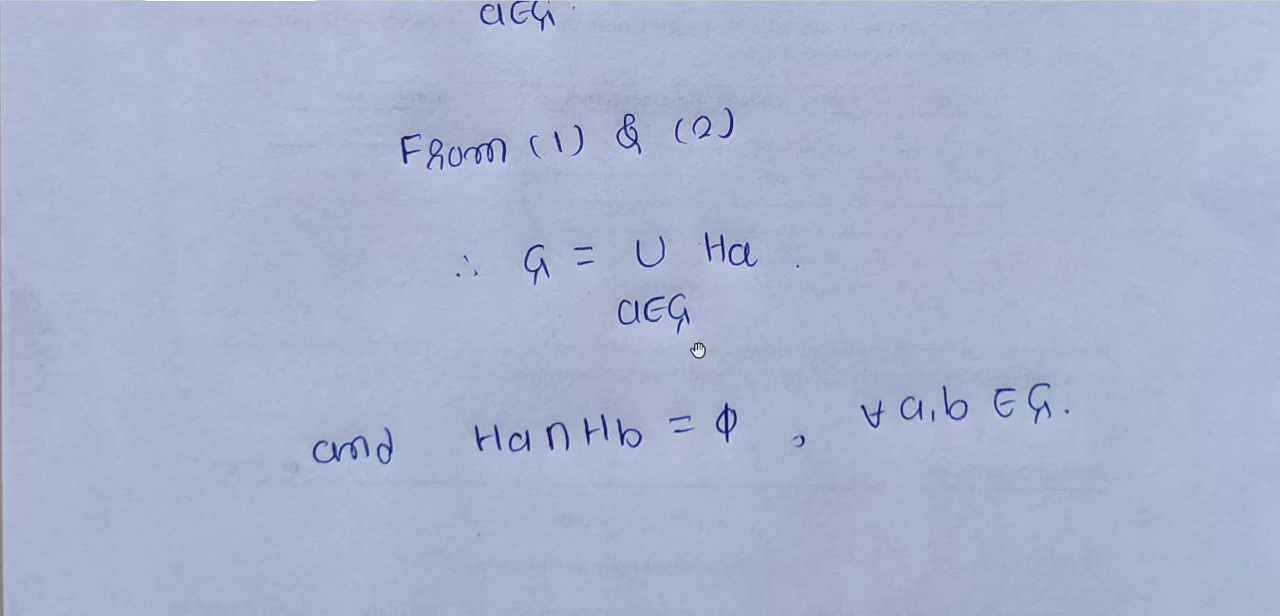 a∈G.
From (1) & (2)
∴ G = ∪ Ha .
a∈G
and Ha∩Hb = ϕ , ∀ a,b ∈ G.